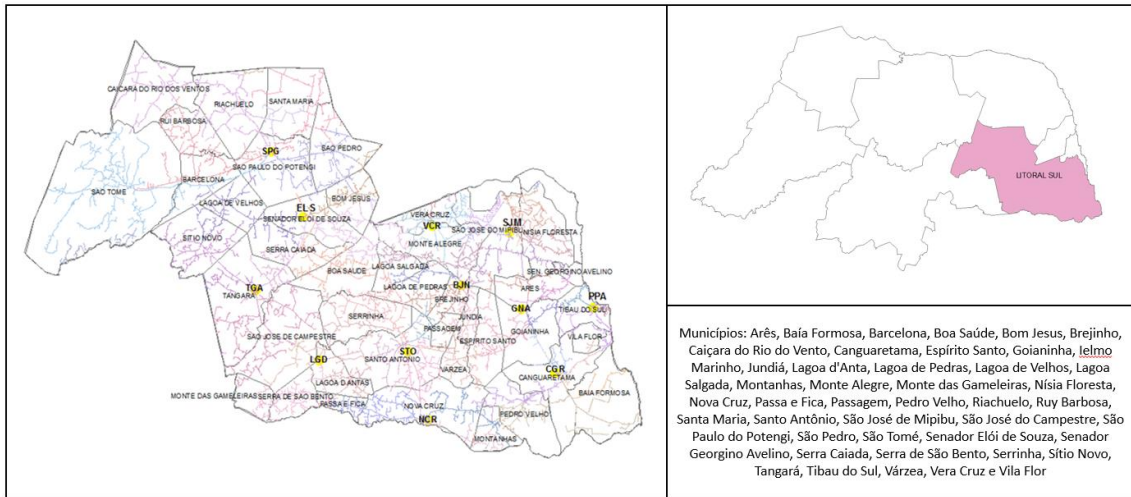 CAICARA DO RIO DOS VENTOS
RIACHUELO
SANTA MARIA
RUI BARBOSA
SPG
SAO PEDRO
SAO PAULO DO POTENGI
BARCELONA
SAO TOME
LAGOA DE VELHOS
ELS
BOM JESUS
SENADOR ELOI DE SOUZA
VERA CRUZ
VCR
SJM
SAO JOSE DO MIPIBU
NISIA FLORESTA
SITIO NOVO
SERRA CAIADA
MONTE ALEGRE
BOA SAUDE
LAGOA SALGADA
SEN. GEORGINO AVELINO
TGA
TANGARA
LAGOA DE PEDRAS
BJN
ARES
PPA
BREJINHO
GNA
TIBAU DO SUL
SERRINHA
JUNDIA
PASSAGEM
GOIANINHA
SAO JOSE DE CAMPESTRE
ESPIRITO SANTO
VILA FLOR
LGD
STO
SANTO ANTONIO
VARZEA
CGR
CANGUARETAMA
LAGOA DANTAS
MONTE DAS GAMELEIRAS
SERRA DE SAO BENTO
PASSA E FICA
NOVA CRUZ
NCR
PEDRO VELHO
BAIA FORMOSA
MONTANHAS
LITORAL SUL
Municípios: Arês, Baía Formosa, Barcelona, Boa Saúde, Bom Jesus, Brejinho,
Caiçara do Rio do Vento, Canguaretama, Espírito Santo, Goianinha, Ielmo
Marinho, Jundiá, Lagoa d'Anta, Lagoa de Pedras, Lagoa de Velhos, Lagoa
Salgada, Montanhas, Monte Alegre, Monte das Gameleiras, Nísia Floresta,
Nova Cruz, Passa e Fica, Passagem, Pedro Velho, Riachuelo, Ruy Barbosa,
Santa Maria, Santo Antônio, São José de Mipibu, São José do Campestre, São
Paulo do Potengi, São Pedro, São Tomé, Senador Elói de Souza, Senador
Georgino Avelino, Serra Caiada, Serra de São Bento, Serrinha, Sítio Novo,
Tangará, Tibau do Sul, Várzea, Vera Cruz e Vila Flor